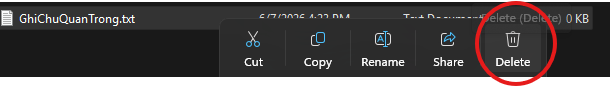 GhiChuQuanTrong.txt 6/7/2026 4:22 PM Text Document Delete (Delete) 0 KB
Cut Copy Rename Share Delete